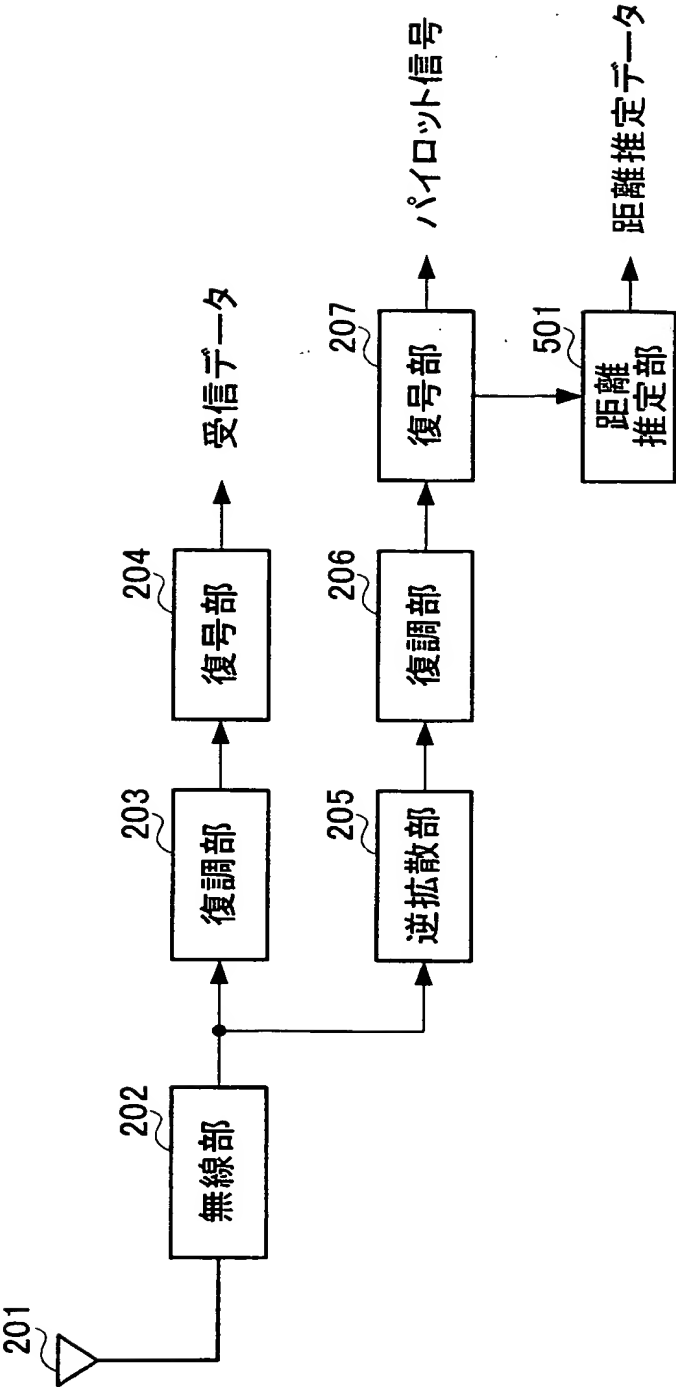 201
202
無線部
203
復調部
204
復号部
受信データ
205
逆拡散部
206
復調部
207
復号部
パイロット信号
501
距離
推定部
距離推定データ